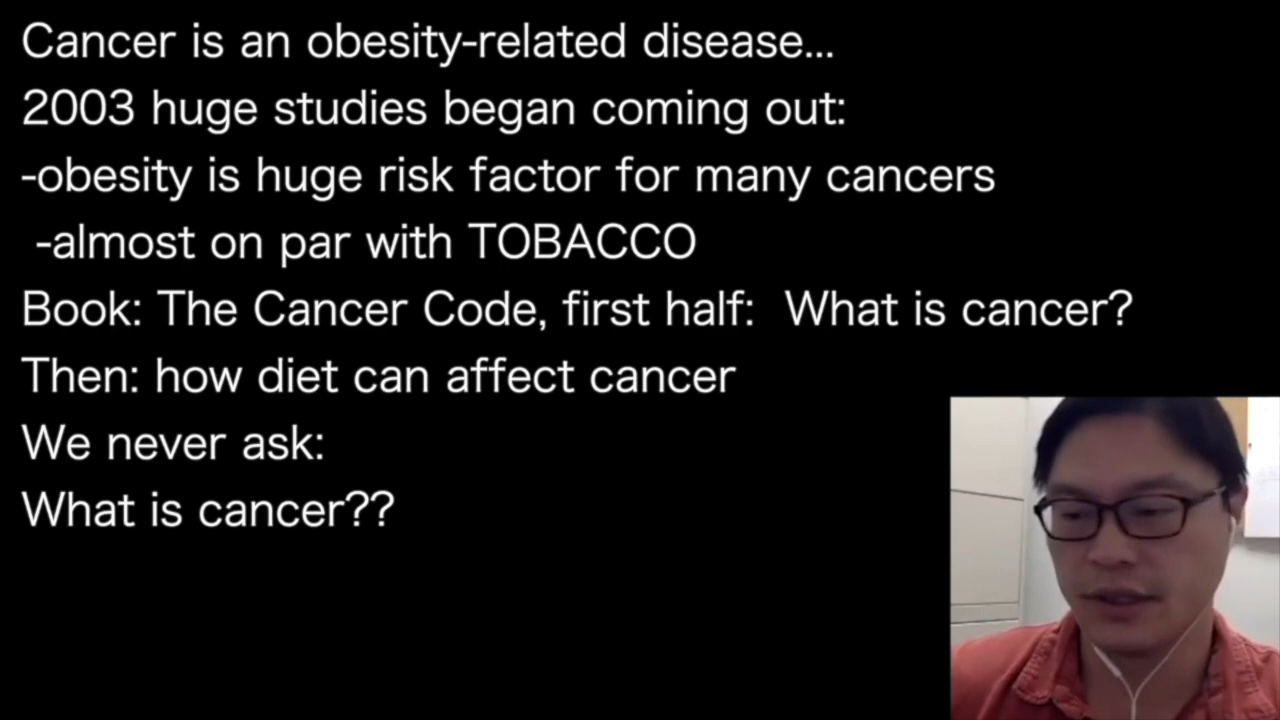 Cancer is an obesity-related disease...
2003 huge studies began coming out:
-obesity is huge risk factor for many cancers
-almost on par with TOBACCO
Book: The Cancer Code, first half:  What is cancer?
Then: how diet can affect cancer
We never ask:
What is cancer??